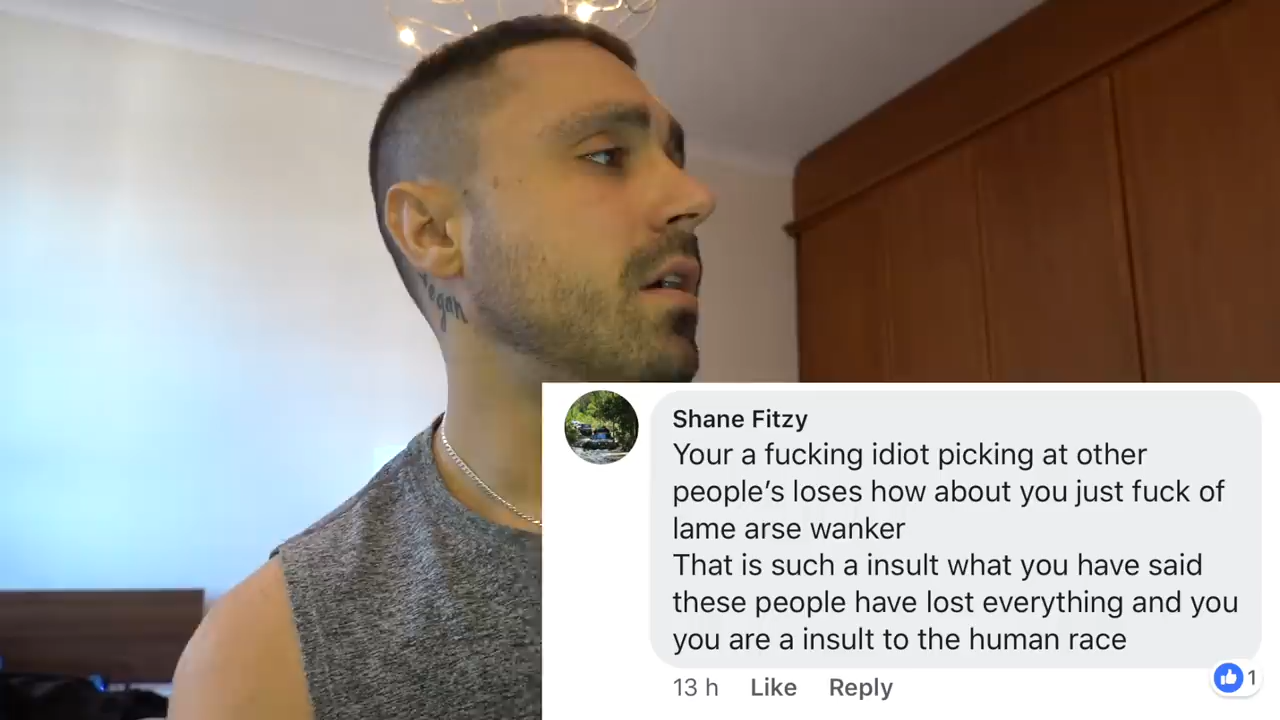 vegan
Shane Fitzy
Your a fucking idiot picking at other
people's loses how about you just fuck of
lame arse wanker
That is such a insult what you have said
these people have lost everything and you
you are a insult to the human race
13 h Like Reply
1